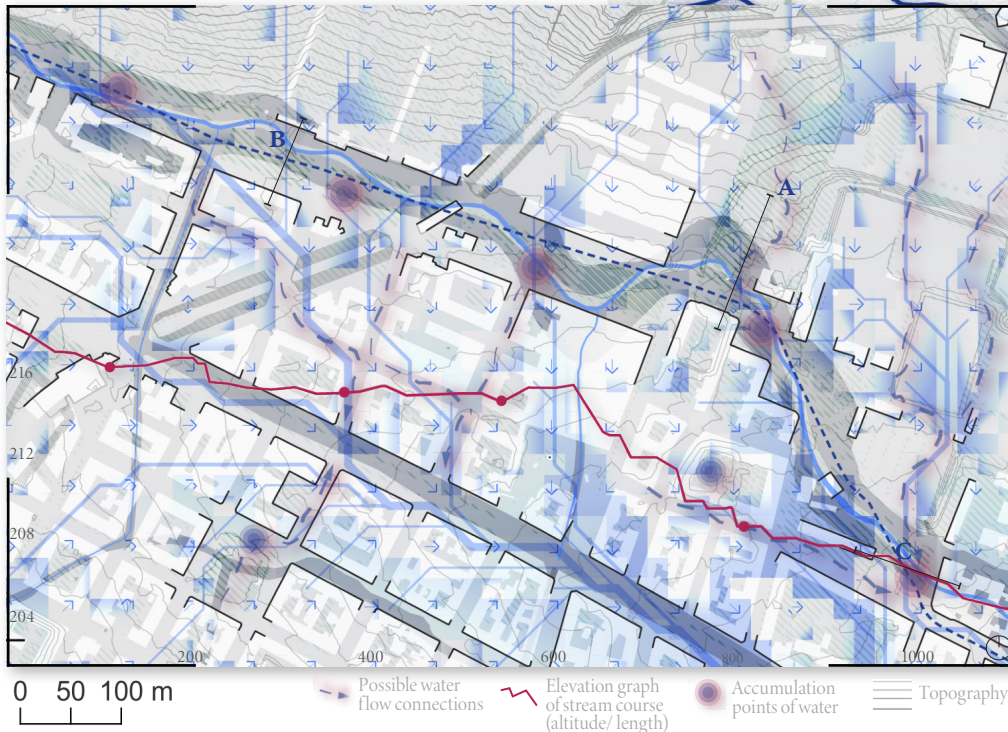 B
A
216
212
208
C
204
200
400
600
800
1000
0 50 100 m
Possible water
flow connections
Elevation graph
of stream course
(altitude/ length)
Accumulation
points of water
Topography